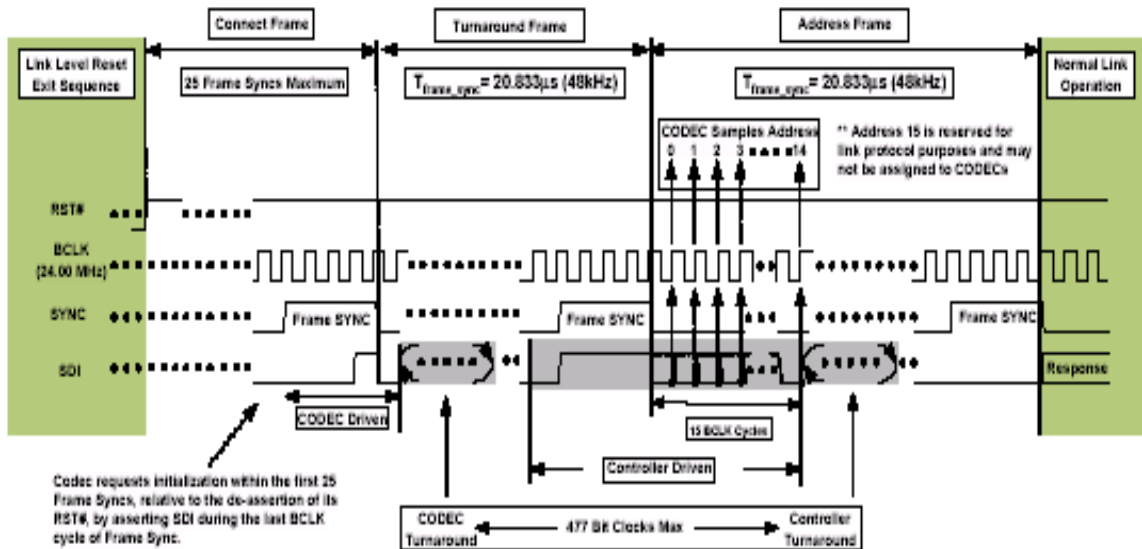 Connect Frame
Turnaround Frame
Address Frame
Link Level Reset
Exit Sequence
25 Frame Syncs Maximum
Tframe_sync= 20.833µs (48kHz)
Tframe_sync= 20.833µs (48kHz)
Normal Link
Operation
CODEC Samples Address
0 1 2 3 14
** Address 15 is reserved for
link protocol purposes and may
not be assigned to CODECs
RST#
BCLK
(24.00 MHz)
SYNC
Frame SYNC
Frame SYNC
Frame SYNC
SDI
Response
CODEC Driven
15 BCLK Cycles
Controller Driven
Codec requests initialization within the first 25
Frame Syncs, relative to the de-assertion of its
RST#, by asserting SDI during the last BCLK
cycle of Frame Sync.
CODEC
Turnaround
477 Bit Clocks Max
Controller
Turnaround